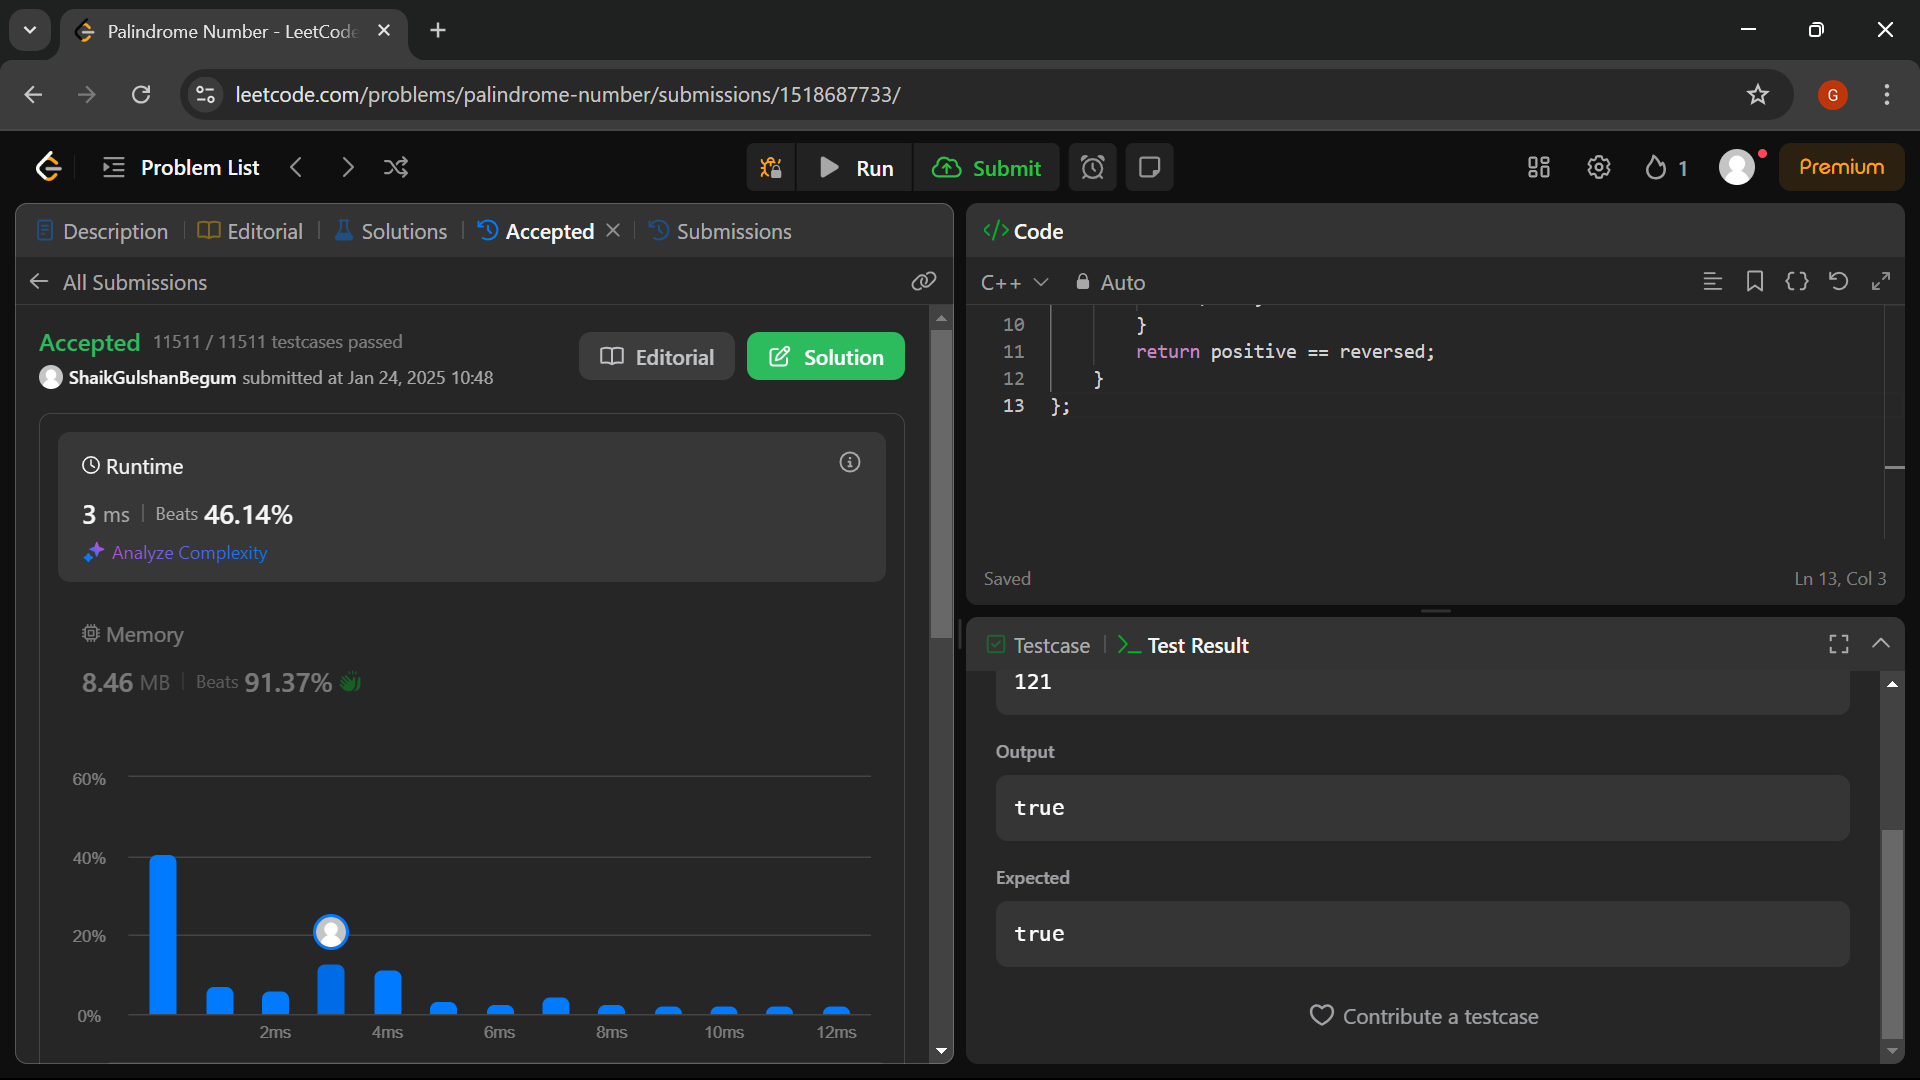 Palindrome Number - LeetCode
leetcode.com/problems/palindrome-number/submissions/1518687733/
G
Problem List
Run
Submit
1
Premium
Description
Editorial
Solutions
Accepted
Submissions
All Submissions
Accepted 11511 / 11511 testcases passed
ShaikGulshanBegum submitted at Jan 24, 2025 10:48
Editorial
Solution
Runtime
3 ms
Beats 46.14%
Analyze Complexity
Memory
8.46 MB
Beats 91.37%
60%
40%
20%
0%
2ms
4ms
6ms
8ms
10ms
12ms
</> Code
C++
Auto
10 }
11 return positive == reversed;
12 }
13 };
Saved
Ln 13, Col 3
Testcase
Test Result
121
Output
true
Expected
true
Contribute a testcase